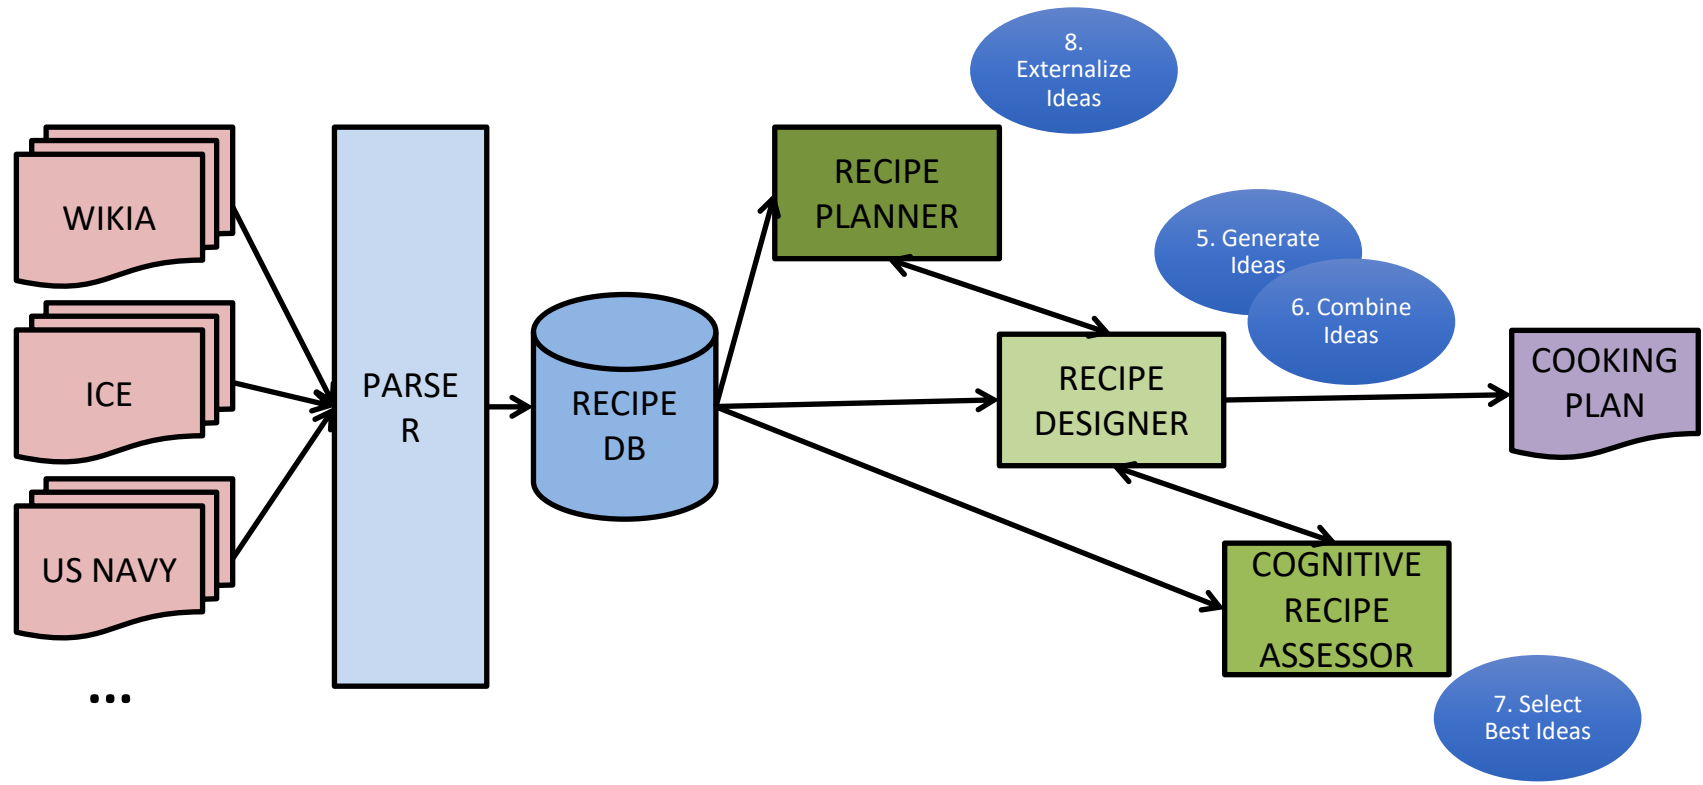 8.
Externalize
Ideas
RECIPE
PLANNER
WIKIA
5. Generate
Ideas
6. Combine
Ideas
ICE
PARSE
R
RECIPE
DB
RECIPE
DESIGNER
COOKING
PLAN
US NAVY
COGNITIVE
RECIPE
ASSESSOR
...
7. Select
Best Ideas